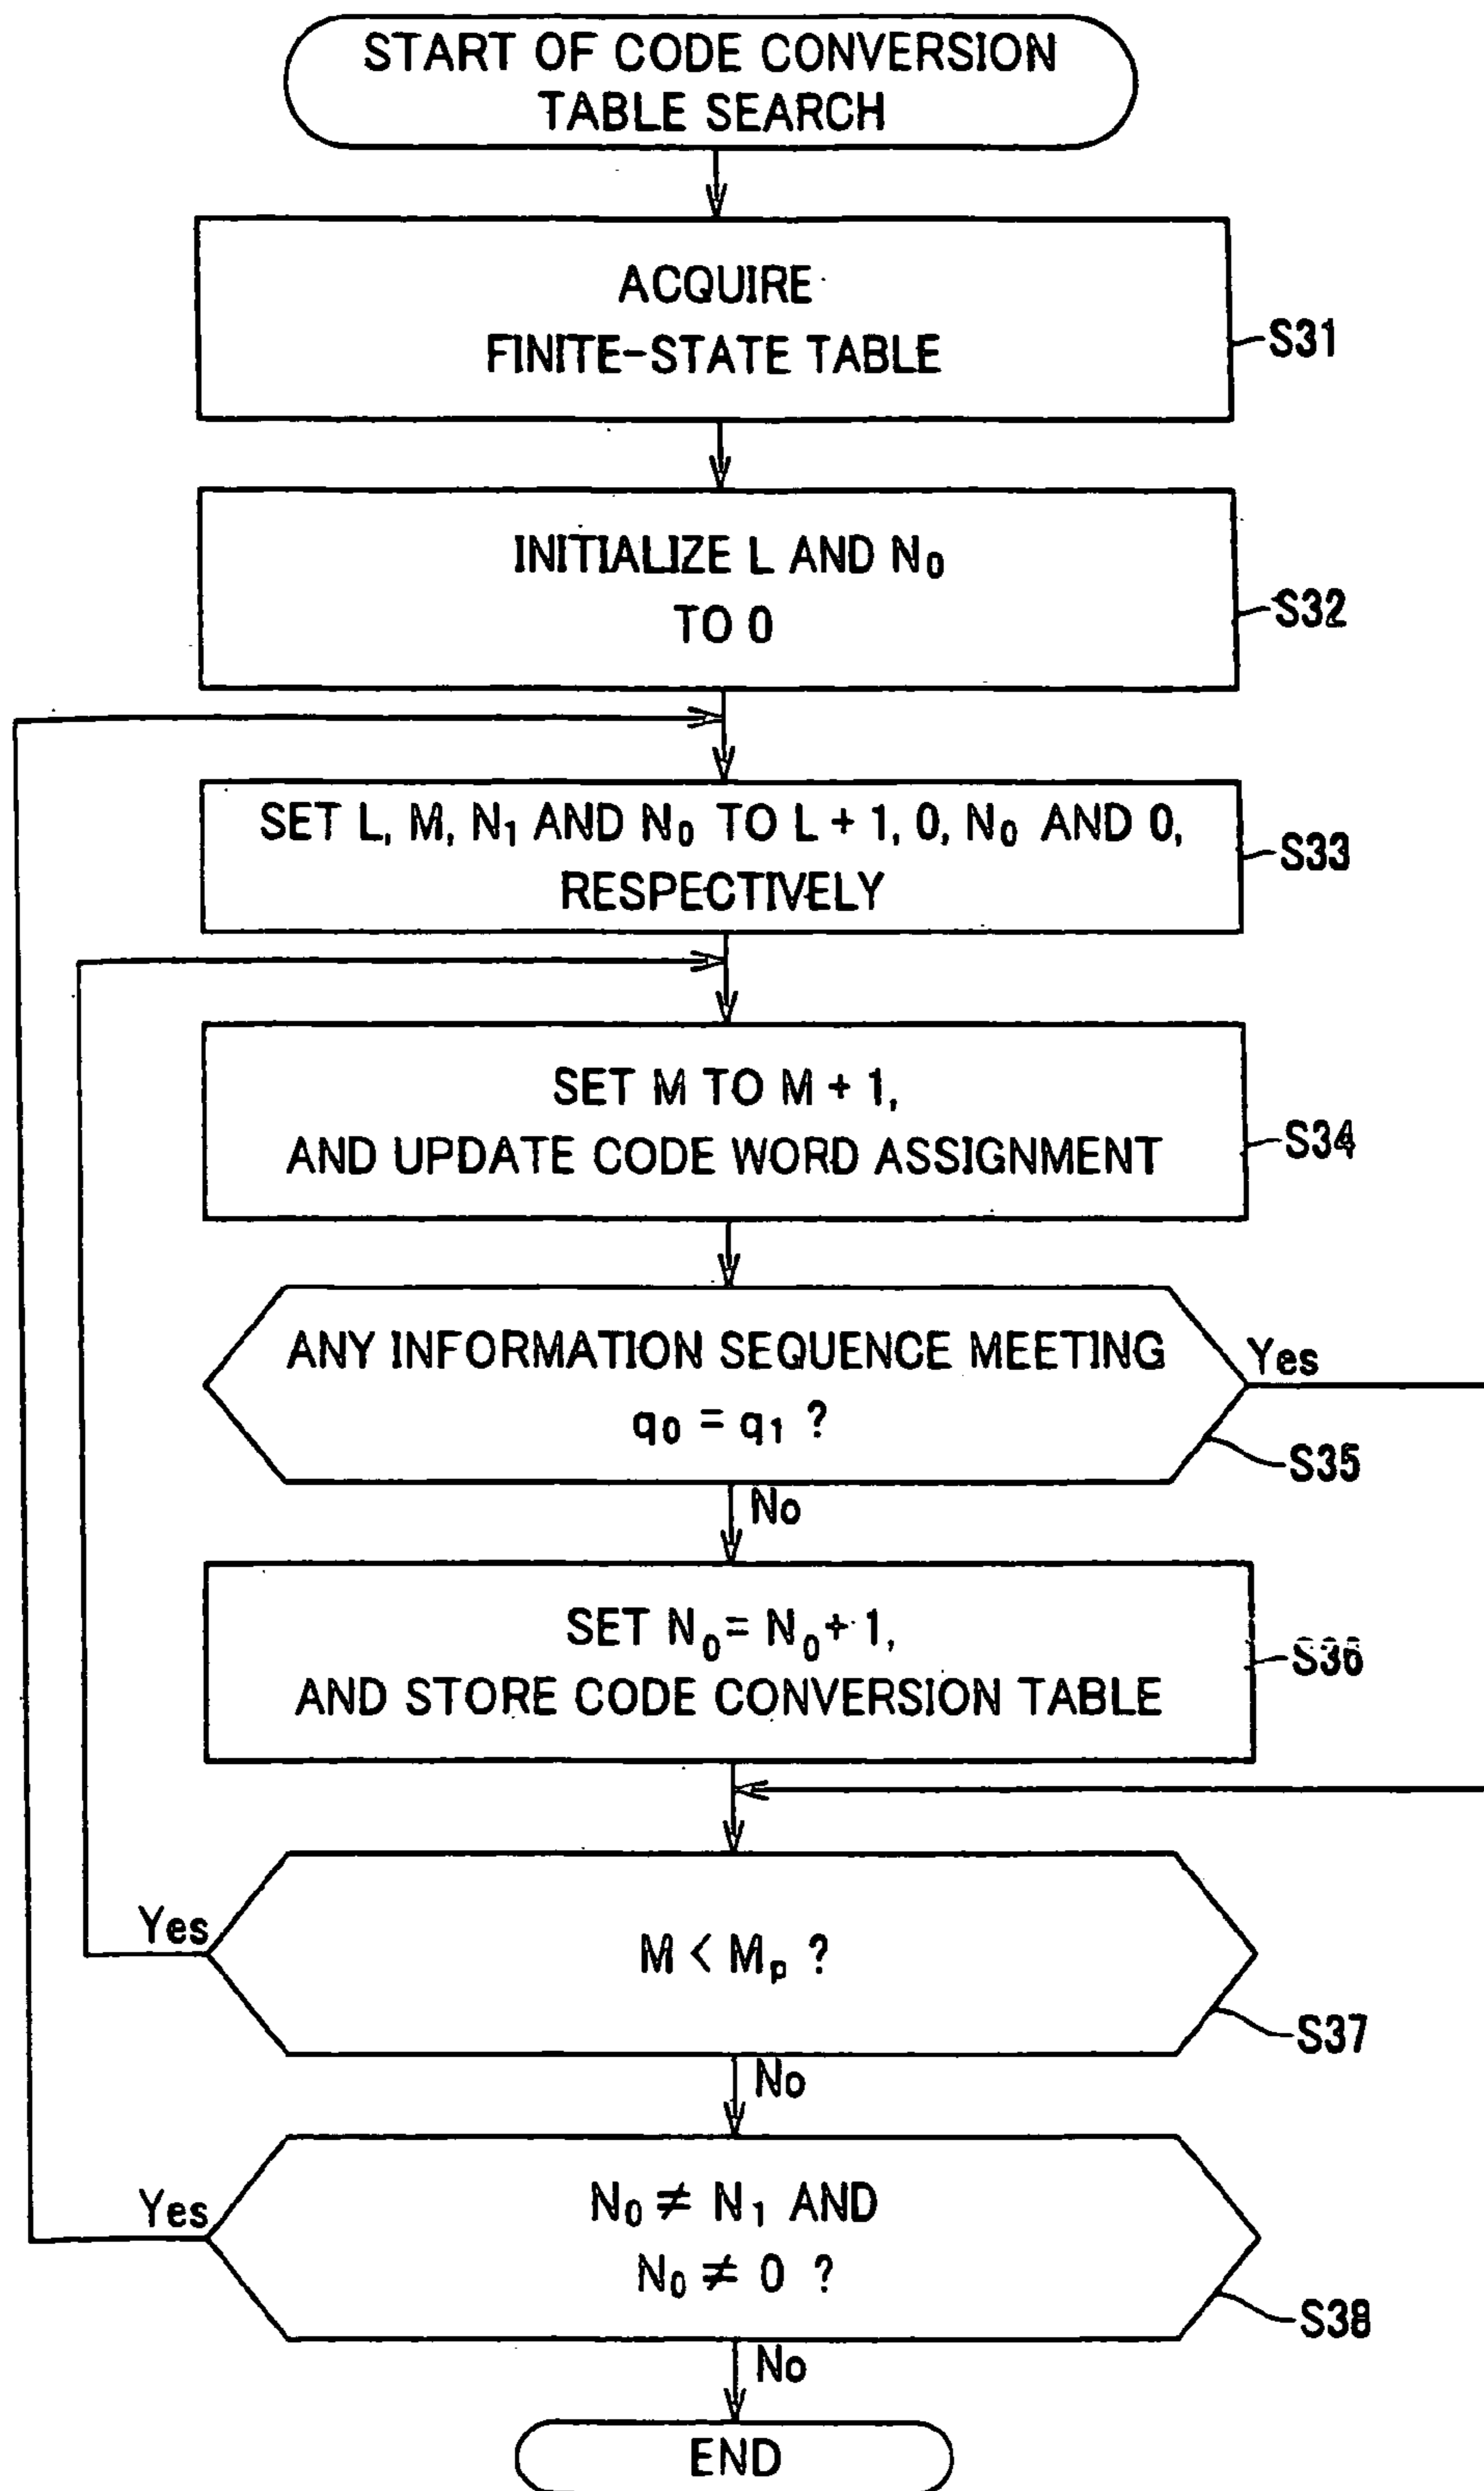 START OF CODE CONVERSION
TABLE SEARCH
ACQUIRE
FINITE-STATE TABLE
S31
INITIALIZE L AND N₀
TO 0
S32
SET L, M, N₁ AND N₀ TO L + 1, 0, N₀ AND 0,
RESPECTIVELY
S33
SET M TO M + 1,
AND UPDATE CODE WORD ASSIGNMENT
S34
ANY INFORMATION SEQUENCE MEETING
q₀ = q₁ ?
Yes
S35
No
SET N₀ = N₀ + 1,
AND STORE CODE CONVERSION TABLE
S36
Yes
M < Mₚ ?
S37
No
Yes
N₀ ≠ N₁ AND
N₀ ≠ 0 ?
S38
No
END